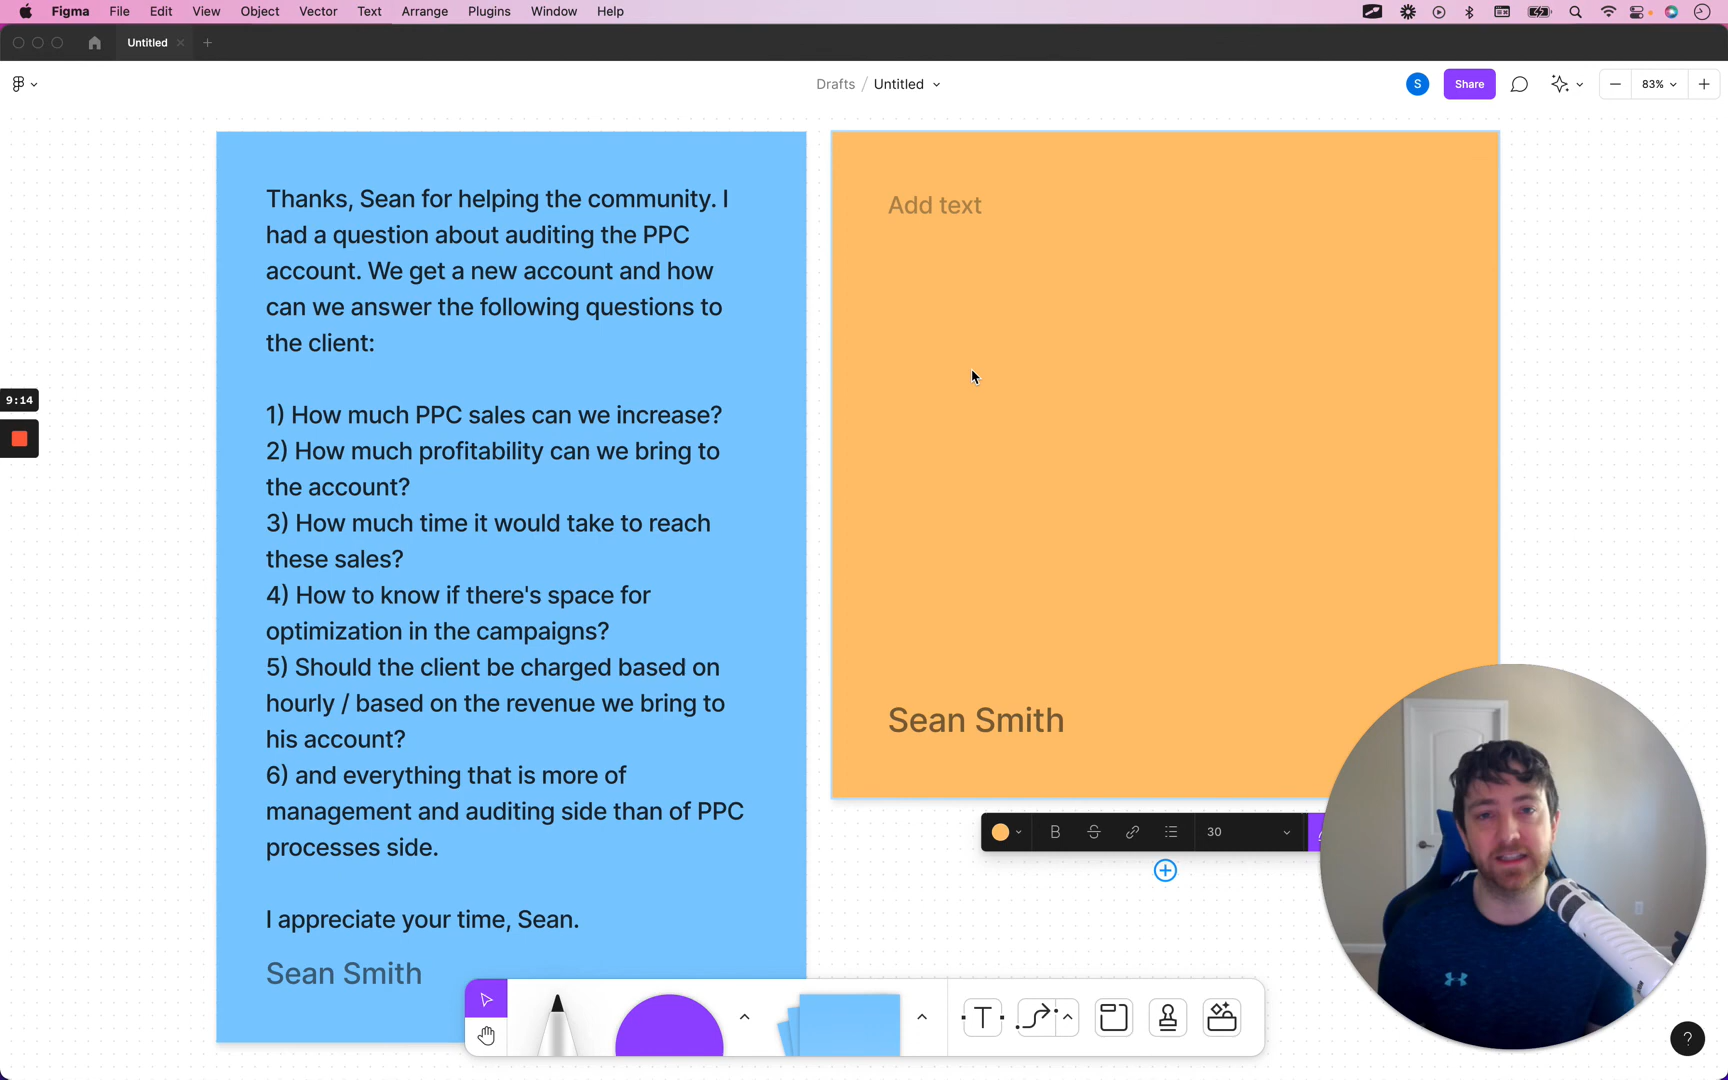 Figma File Edit View Object Vector Text Arrange Plugins Window Help
Untitled
Drafts / Untitled
S
Share
83%
9:14
Thanks, Sean for helping the community. I
had a question about auditing the PPC
account. We get a new account and how
can we answer the following questions to
the client:
1) How much PPC sales can we increase?
2) How much profitability can we bring to
the account?
3) How much time it would take to reach
these sales?
4) How to know if there's space for
optimization in the campaigns?
5) Should the client be charged based on
hourly / based on the revenue we bring to
his account?
6) and everything that is more of
management and auditing side than of PPC
processes side.
I appreciate your time, Sean.
Sean Smith
Add text
Sean Smith
B S 30
T
?